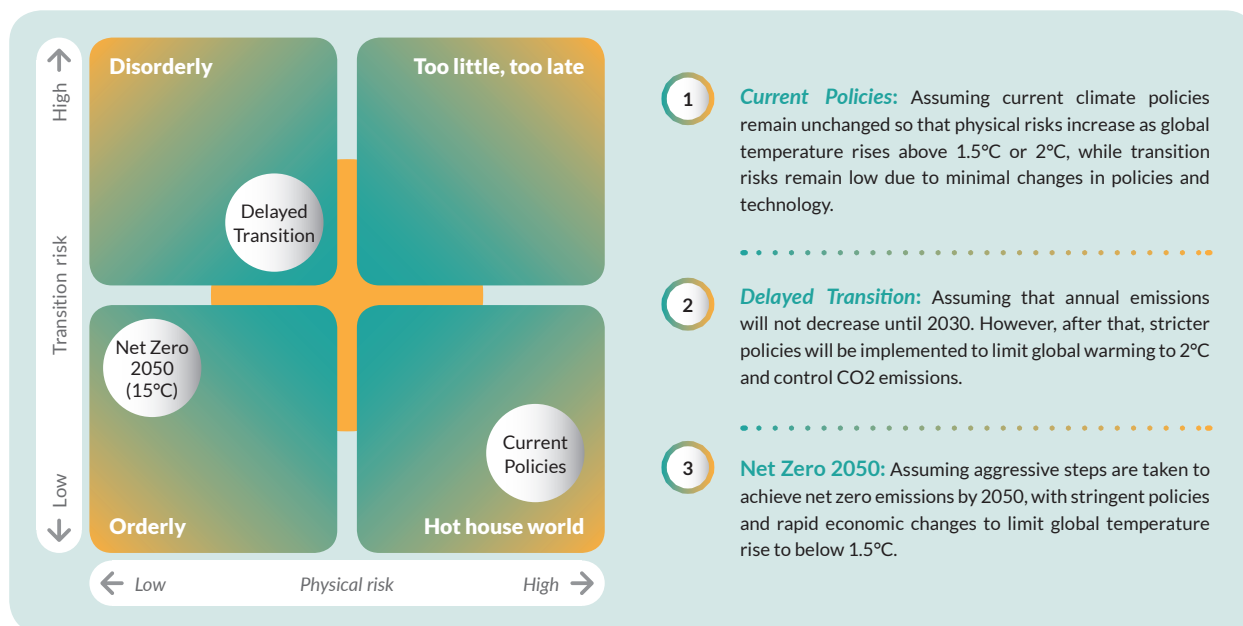 High
Transition risk
Low
Disorderly
Too little, too late
Delayed
Transition
Net Zero
2050
(15°C)
Current
Policies
Orderly
Hot house world
Low
Physical risk
High
1
Current Policies: Assuming current climate policies
remain unchanged so that physical risks increase as global
temperature rises above 1.5°C or 2°C, while transition
risks remain low due to minimal changes in policies and
technology.
2
Delayed Transition: Assuming that annual emissions
will not decrease until 2030. However, after that, stricter
policies will be implemented to limit global warming to 2°C
and control CO2 emissions.
3
Net Zero 2050: Assuming aggressive steps are taken to
achieve net zero emissions by 2050, with stringent policies
and rapid economic changes to limit global temperature
rise to below 1.5°C.